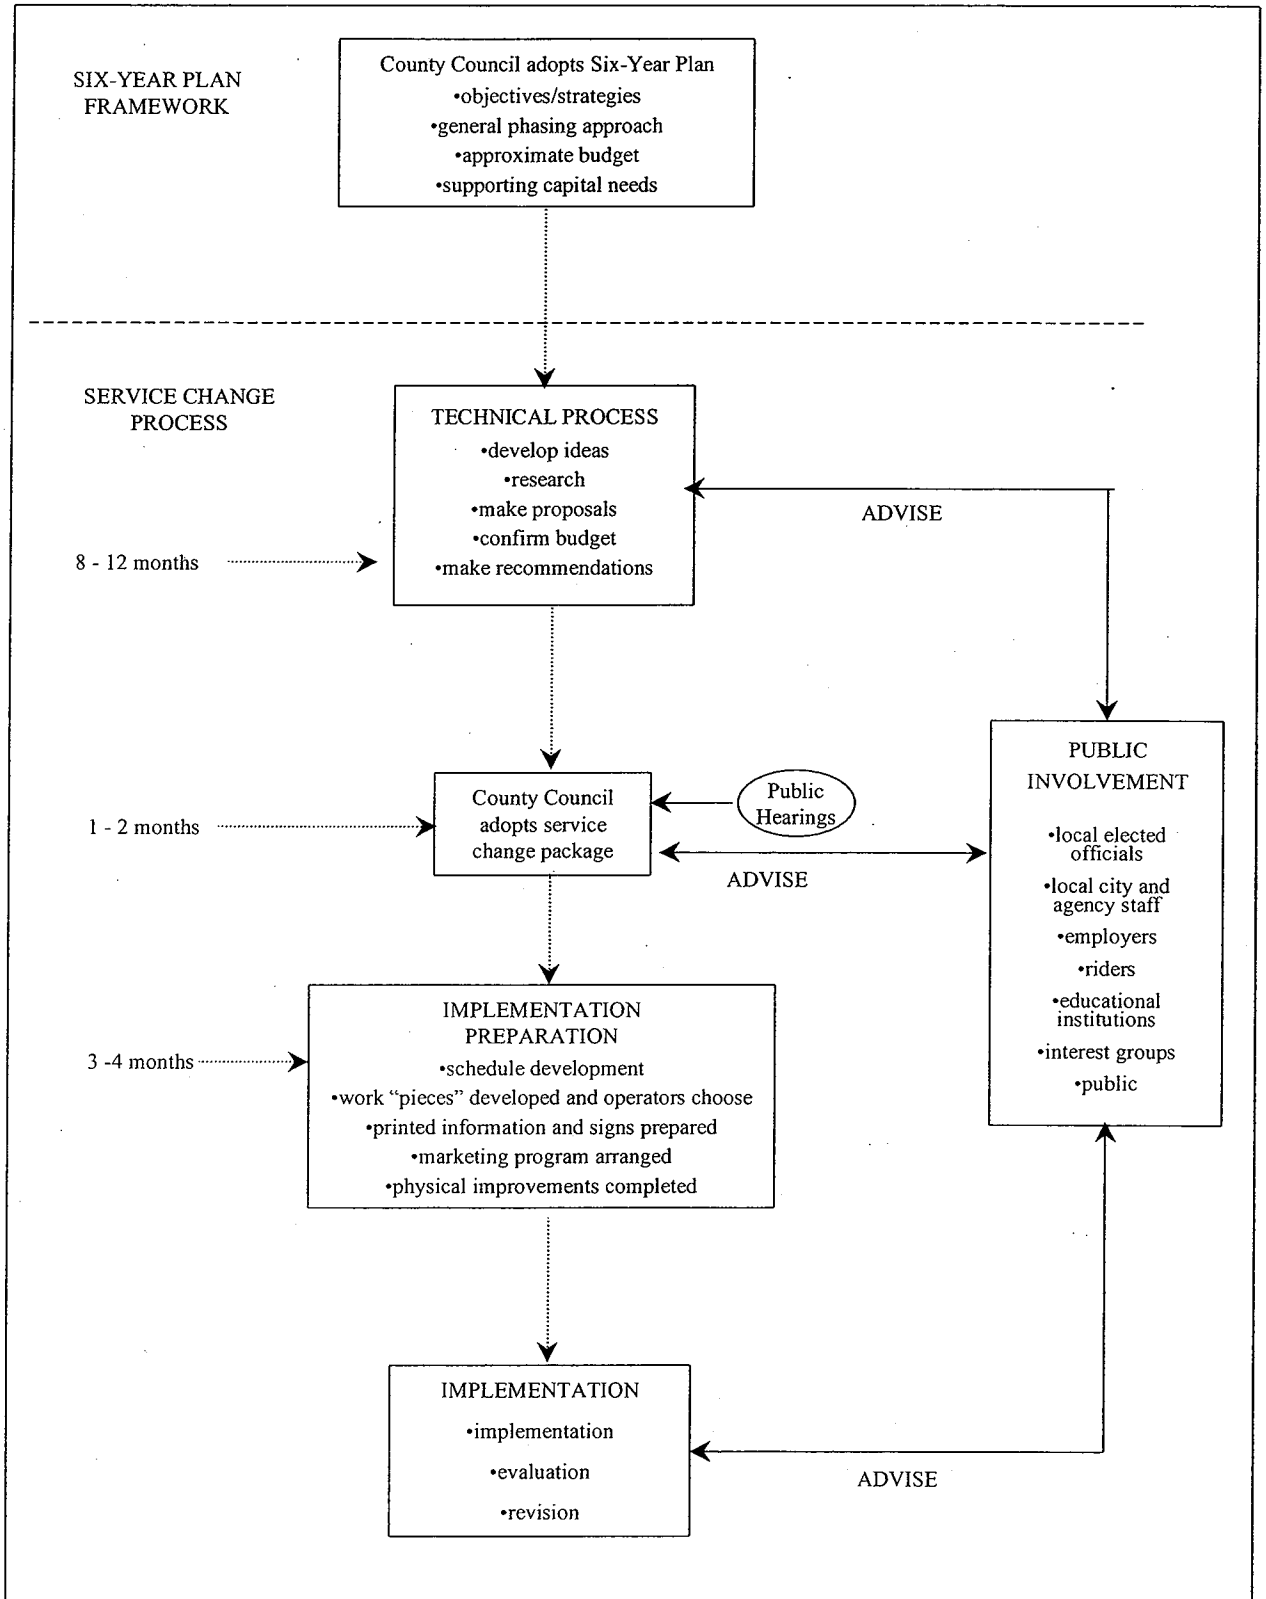 SIX-YEAR PLAN
FRAMEWORK
County Council adopts Six-Year Plan
•objectives/strategies
•general phasing approach
•approximate budget
•supporting capital needs
SERVICE CHANGE
PROCESS
TECHNICAL PROCESS
•develop ideas
•research
•make proposals
•confirm budget
•make recommendations
ADVISE
8 - 12 months
County Council
adopts service
change package
Public
Hearings
1 - 2 months
ADVISE
PUBLIC
INVOLVEMENT
•local elected
officials
•local city and
agency staff
•employers
•riders
•educational
institutions
•interest groups
•public
IMPLEMENTATION
PREPARATION
•schedule development
•work “pieces” developed and operators choose
•printed information and signs prepared
•marketing program arranged
•physical improvements completed
3 -4 months
IMPLEMENTATION
•implementation
•evaluation
•revision
ADVISE